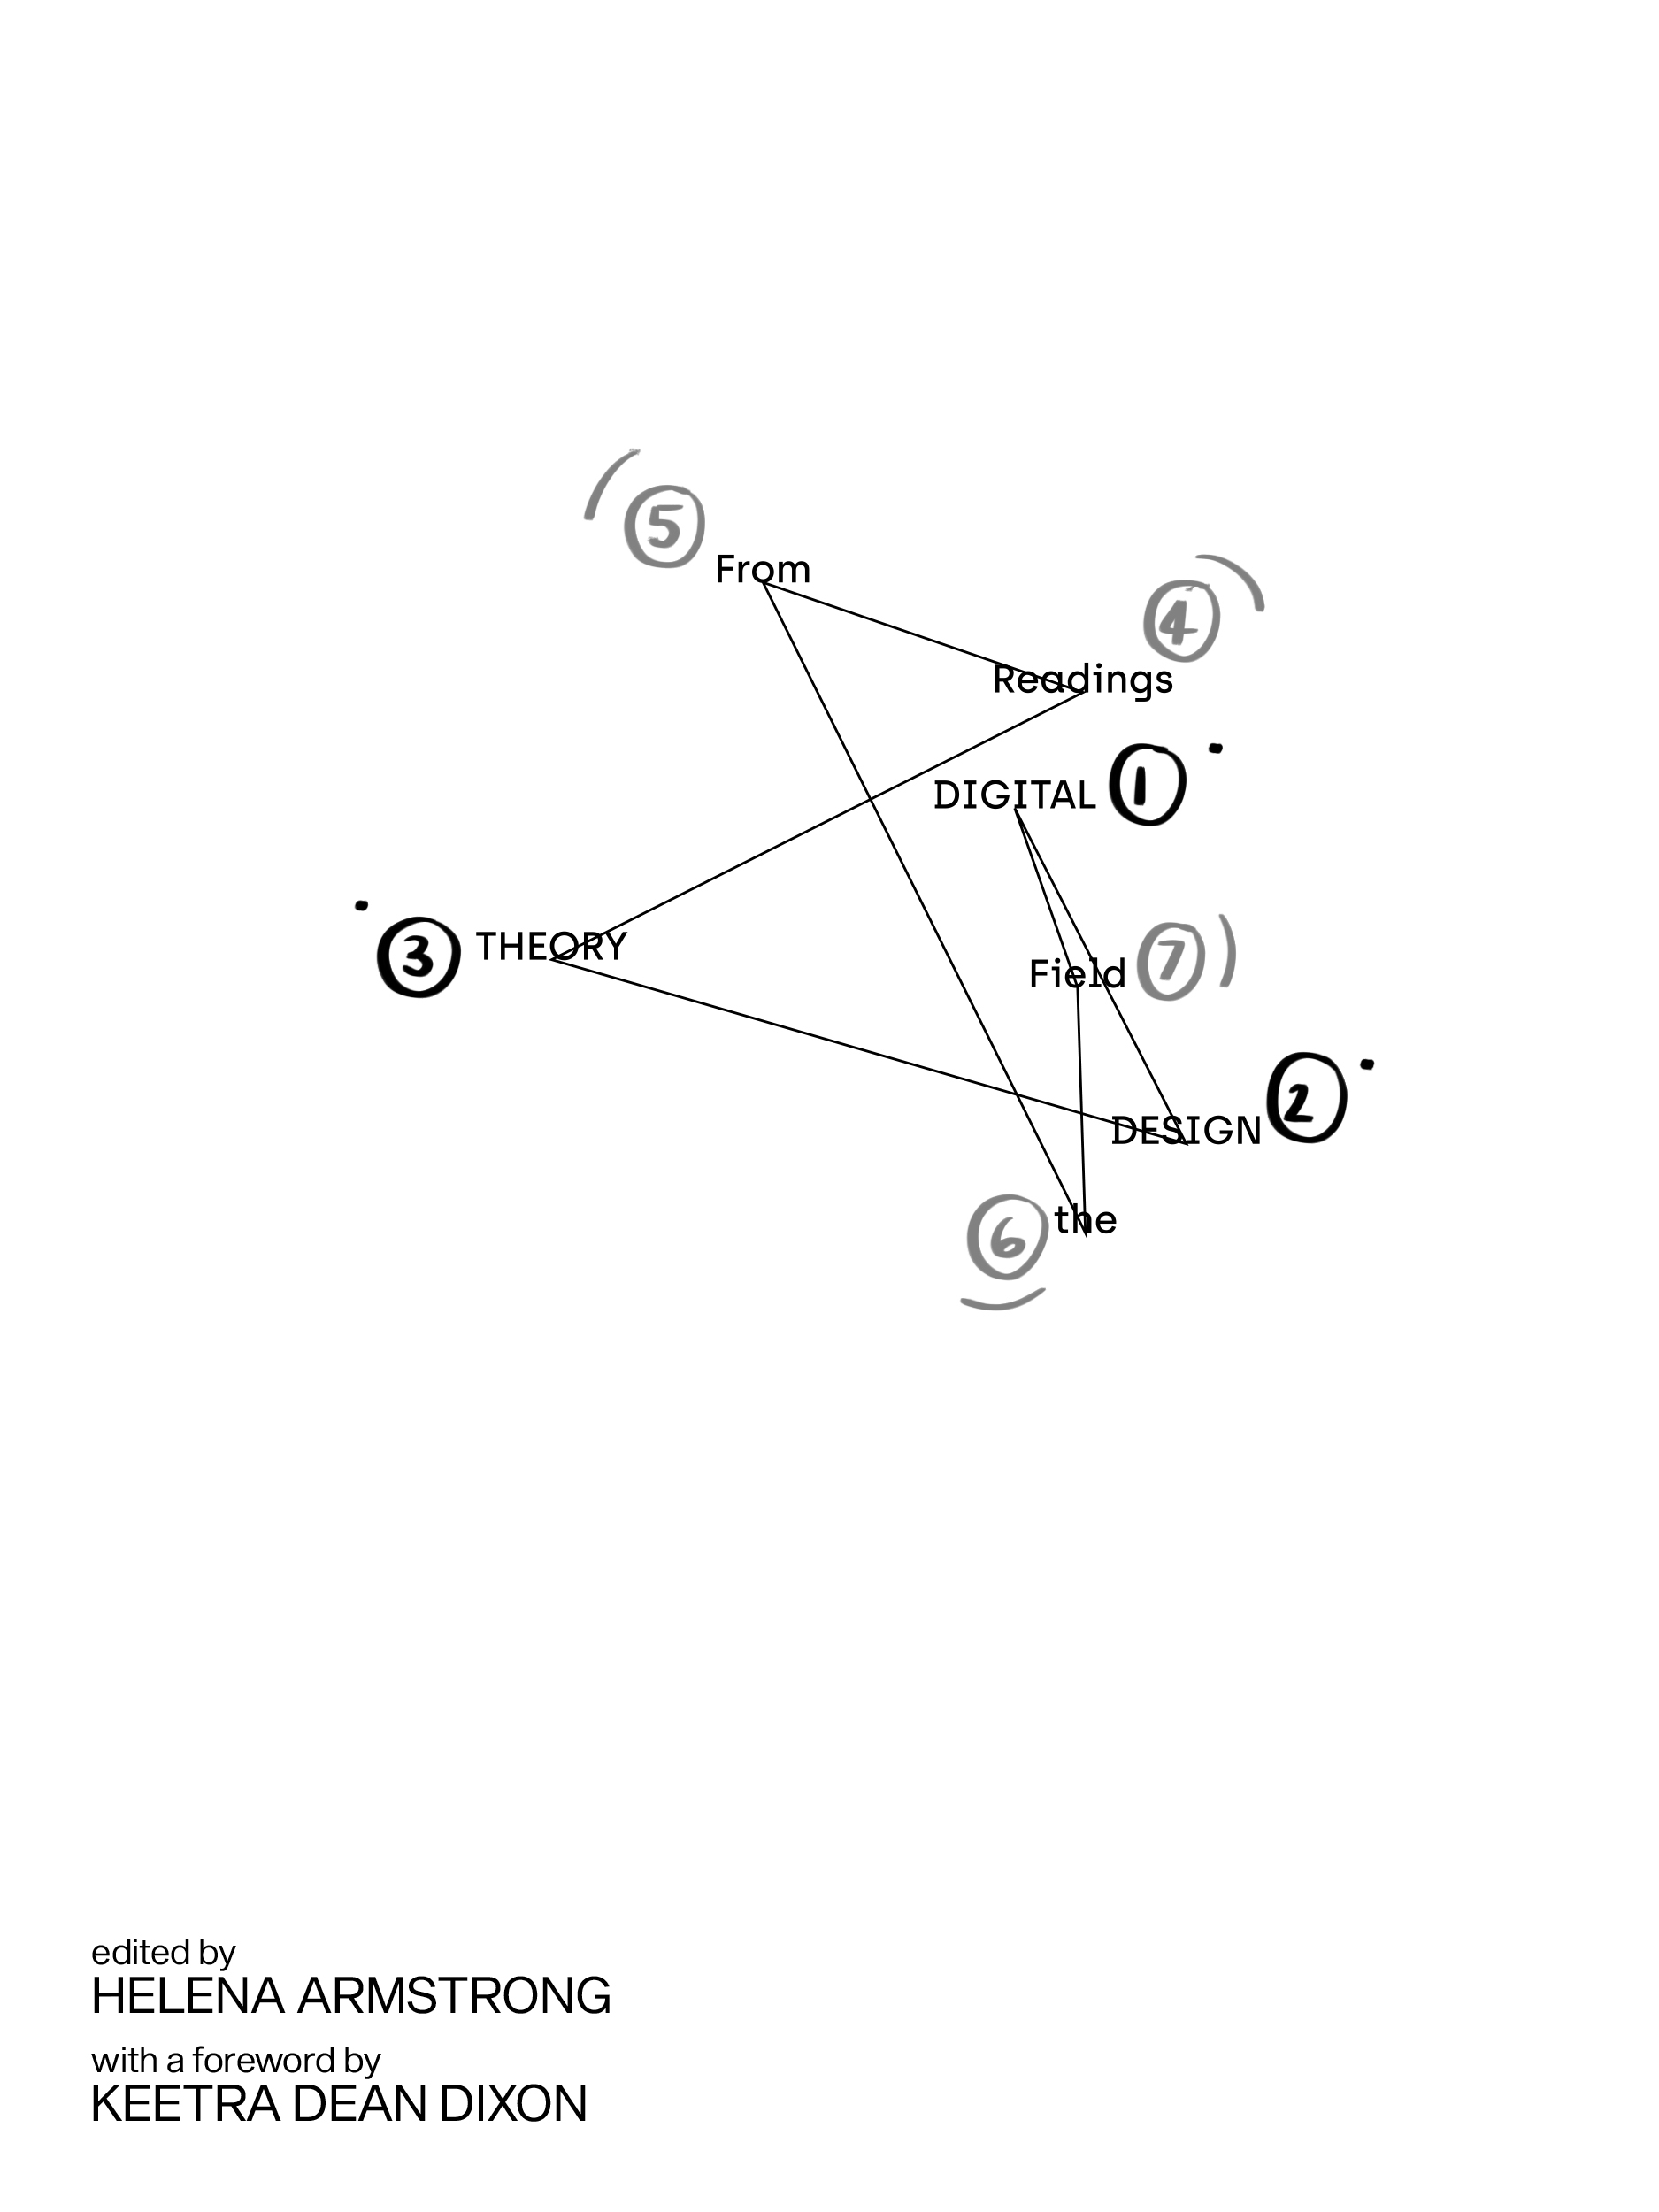 5
From
4
Readings
DIGITAL 1
3 THEORY
Field 7
DESIGN 2
6 the
edited by
HELENA ARMSTRONG
with a foreword by
KEETRA DEAN DIXON